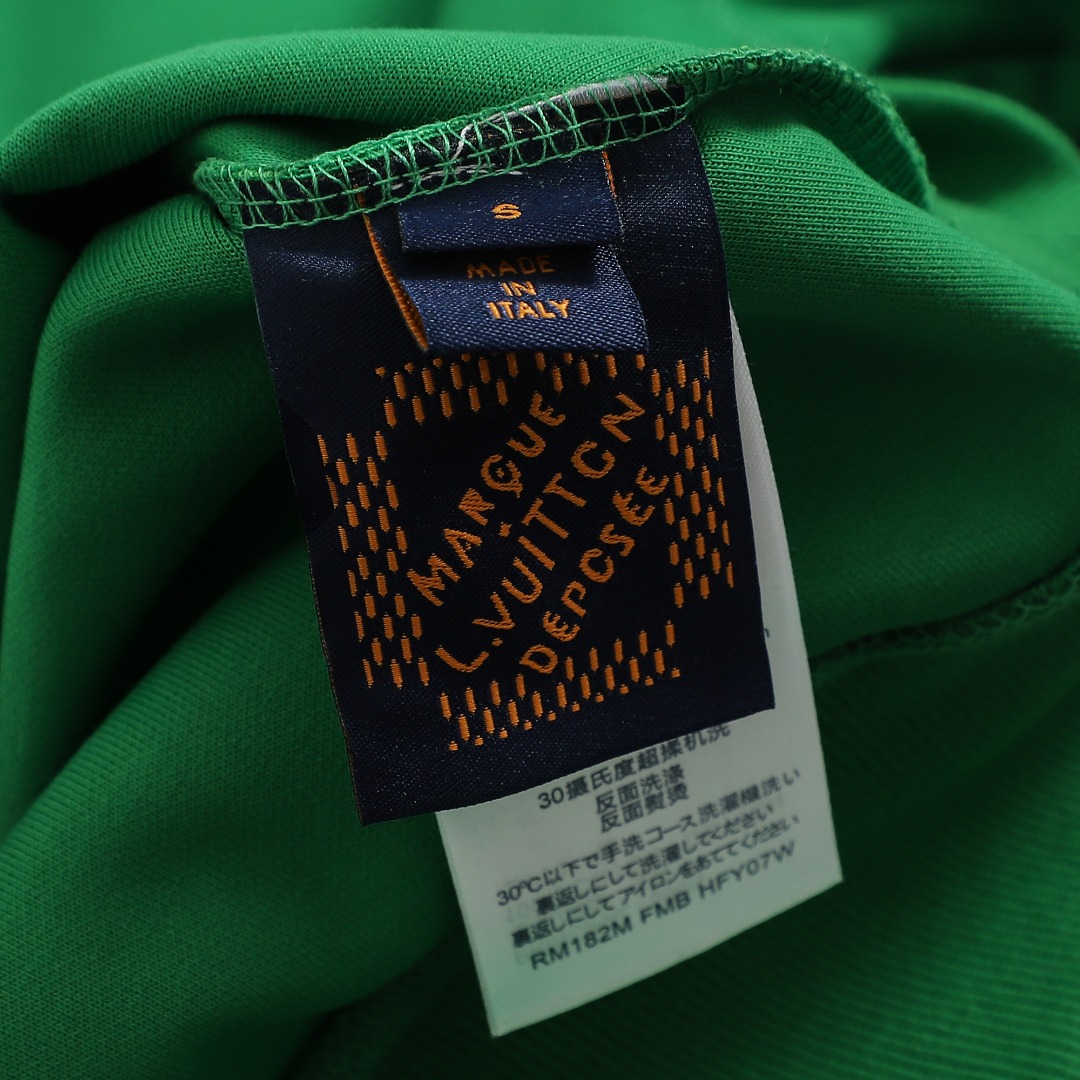 S
MADE
IN
ITALY
MARQUE
L.VUITTON
DEPOSÉE
30攝氏度超揉机洗
反面洗涤
反面熨烫
30℃以下で手洗コース洗濯機洗い
裏返しにして洗濯してください
裏返しにしてアイロンをあててください
RM182M FMB HFY07W